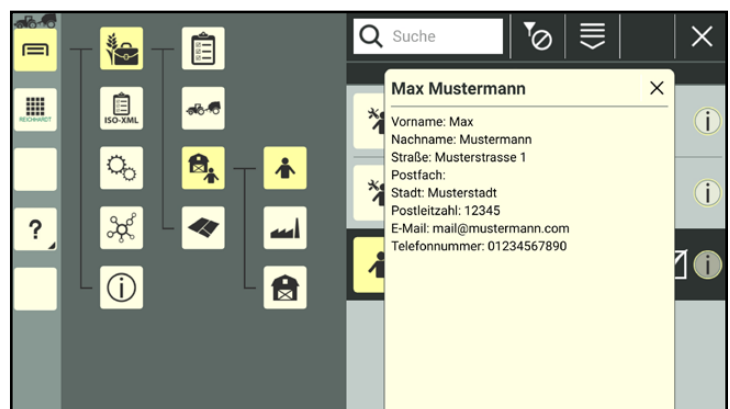 Suche
Max Mustermann
Vorname: Max
Nachname: Mustermann
Straße: Musterstrasse 1
Postfach:
Stadt: Musterstadt
Postleitzahl: 12345
E-Mail: mail@mustermann.com
Telefonnummer: 01234567890
REICHHARDT
ISO-XML
?